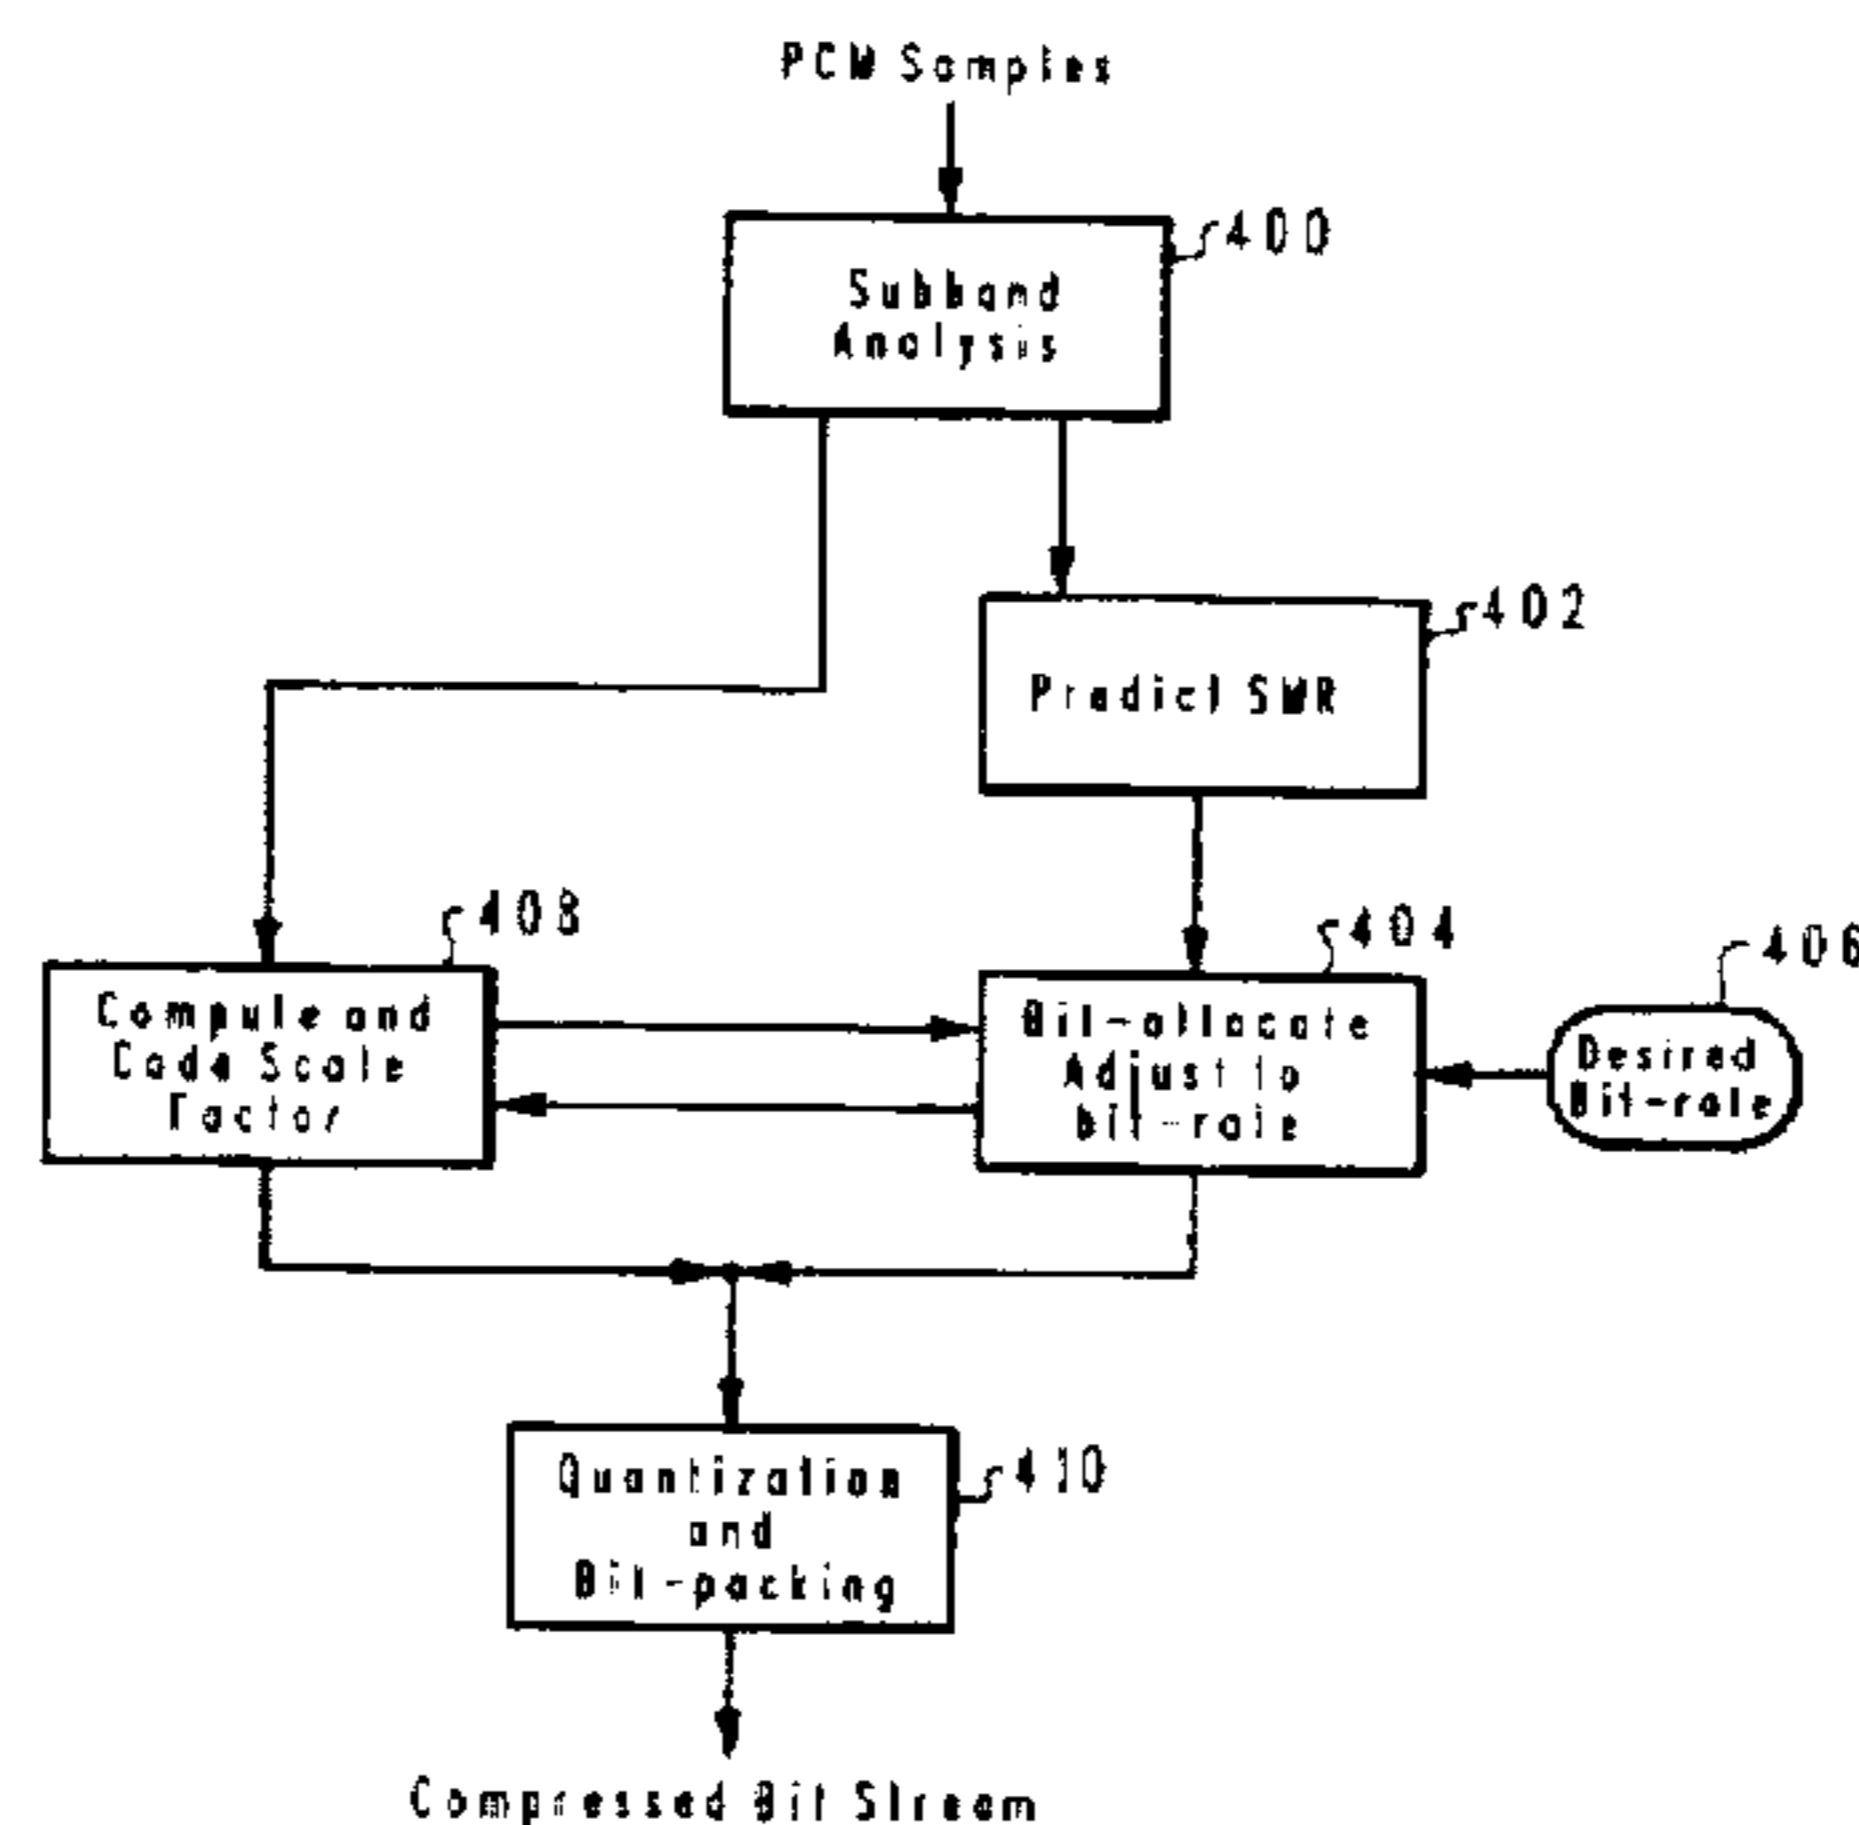 PCM Samples
400
Subband
Analysis
402
Predict SMR
408
404
406
Compute and
Code Scale
Factor
Bit-allocate
Adjust to
bit-rate
Desired
Bit-rate
Quantization
and
Bit-packing
410
Compressed Bit Stream